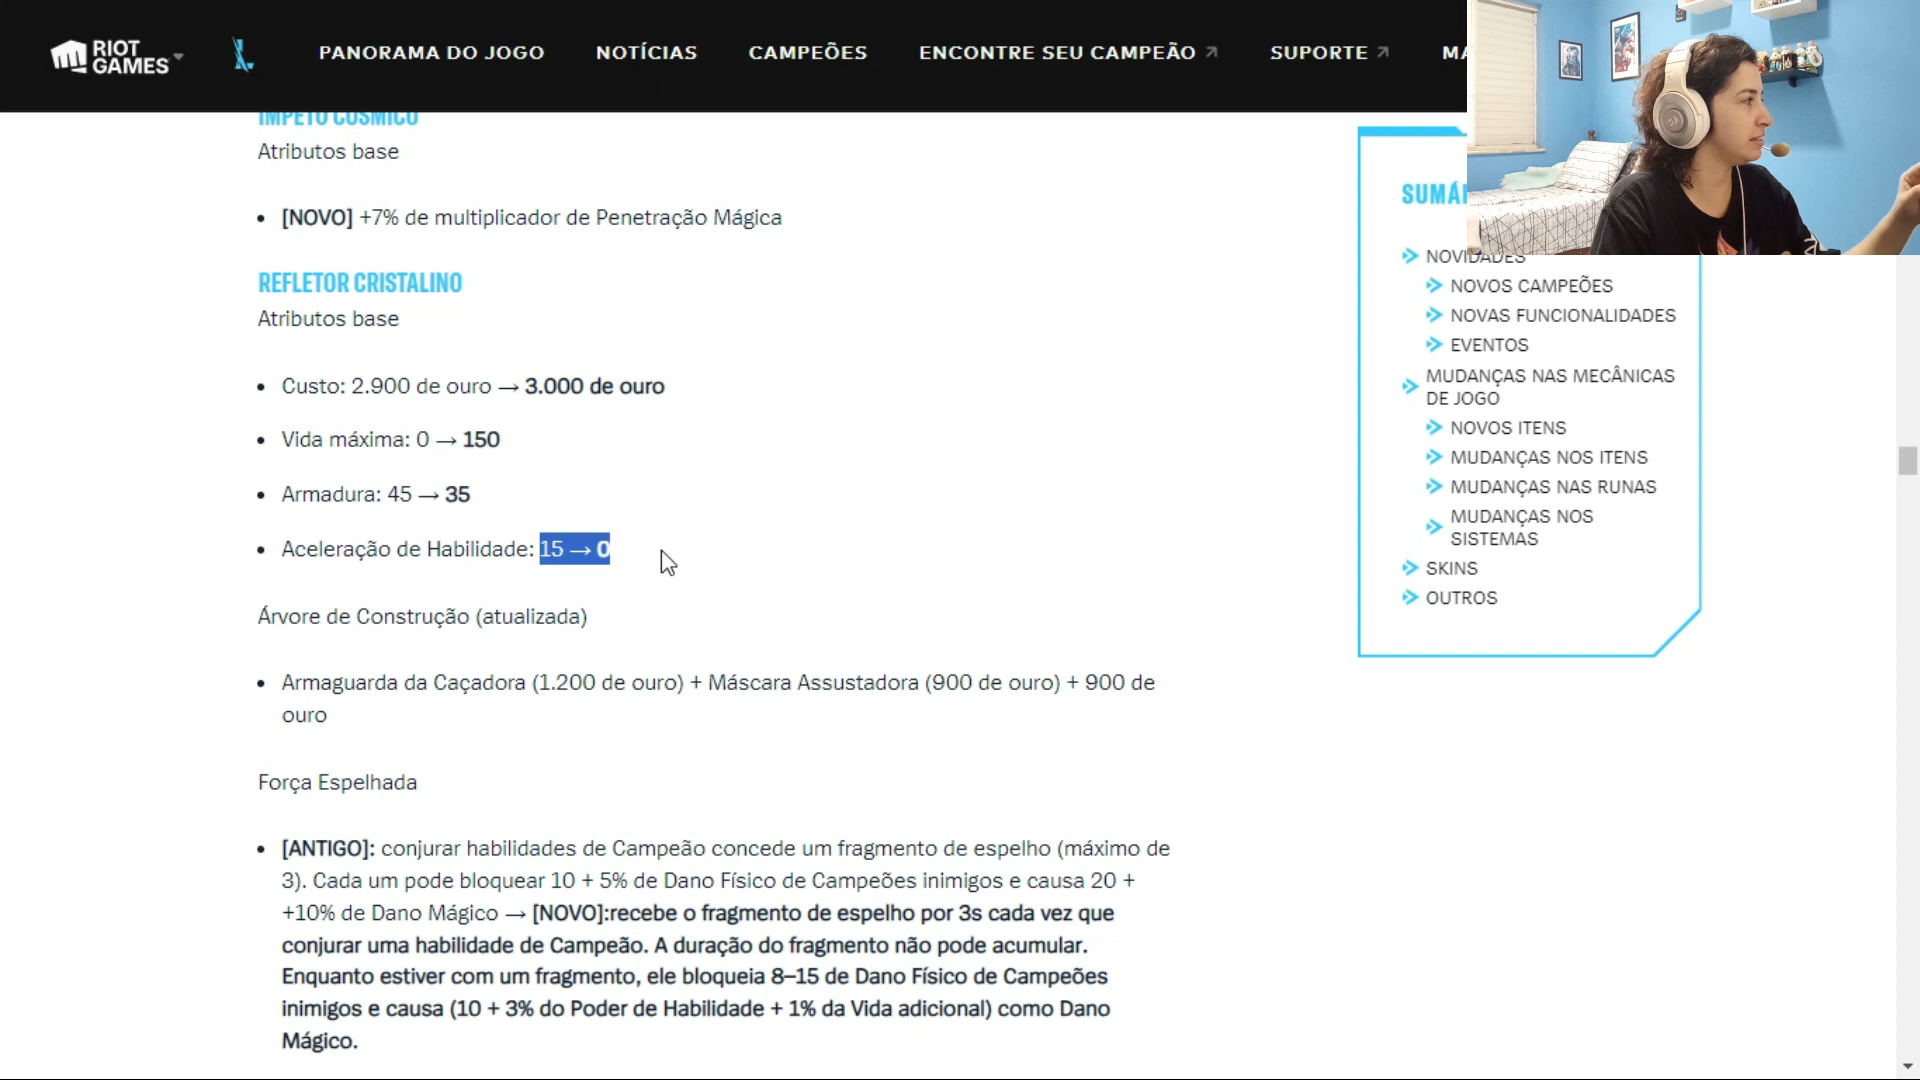 RIOT GAMES
PANORAMA DO JOGO
NOTÍCIAS
CAMPEÕES
ENCONTRE SEU CAMPEÃO
SUPORTE
MA
ÍMPETO CÓSMICO
Atributos base
[NOVO] +7% de multiplicador de Penetração Mágica
REFLETOR CRISTALINO
Atributos base
Custo: 2.900 de ouro → 3.000 de ouro
Vida máxima: 0 → 150
Armadura: 45 → 35
Aceleração de Habilidade: 15 → 0
Árvore de Construção (atualizada)
Armaguarda da Caçadora (1.200 de ouro) + Máscara Assustadora (900 de ouro) + 900 de
ouro
Força Espelhada
[ANTIGO]: conjurar habilidades de Campeão concede um fragmento de espelho (máximo de
3). Cada um pode bloquear 10 + 5% de Dano Físico de Campeões inimigos e causa 20 +
+10% de Dano Mágico → [NOVO]:recebe o fragmento de espelho por 3s cada vez que
conjurar uma habilidade de Campeão. A duração do fragmento não pode acumular.
Enquanto estiver com um fragmento, ele bloqueia 8–15 de Dano Físico de Campeões
inimigos e causa (10 + 3% do Poder de Habilidade + 1% da Vida adicional) como Dano
Mágico.
SUMÁ
NOVIDADES
NOVOS CAMPEÕES
NOVAS FUNCIONALIDADES
EVENTOS
MUDANÇAS NAS MECÂNICAS
DE JOGO
NOVOS ITENS
MUDANÇAS NOS ITENS
MUDANÇAS NAS RUNAS
MUDANÇAS NOS
SISTEMAS
SKINS
OUTROS